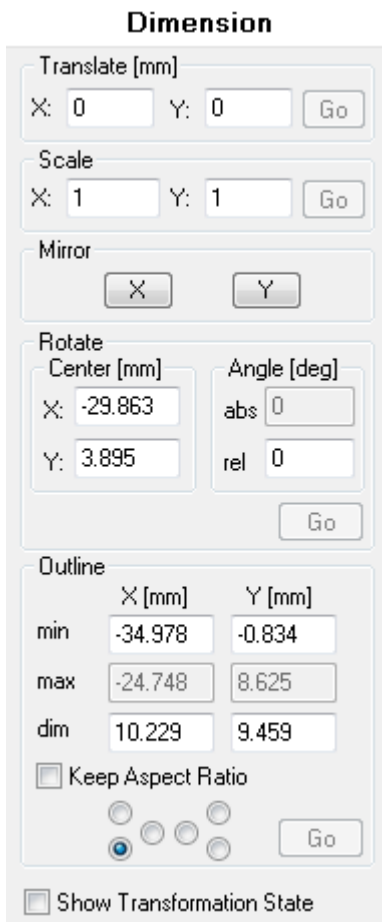 Dimension
Translate [mm]
X: 0 Y: 0 Go
Scale
X: 1 Y: 1 Go
Mirror
X Y
Rotate
Center [mm] Angle [deg]
X: -29.863 abs 0
Y: 3.895 rel 0
Go
Outline
X [mm] Y [mm]
min -34.978 -0.834
max -24.748 8.625
dim 10.229 9.459
Keep Aspect Ratio
Go
Show Transformation State